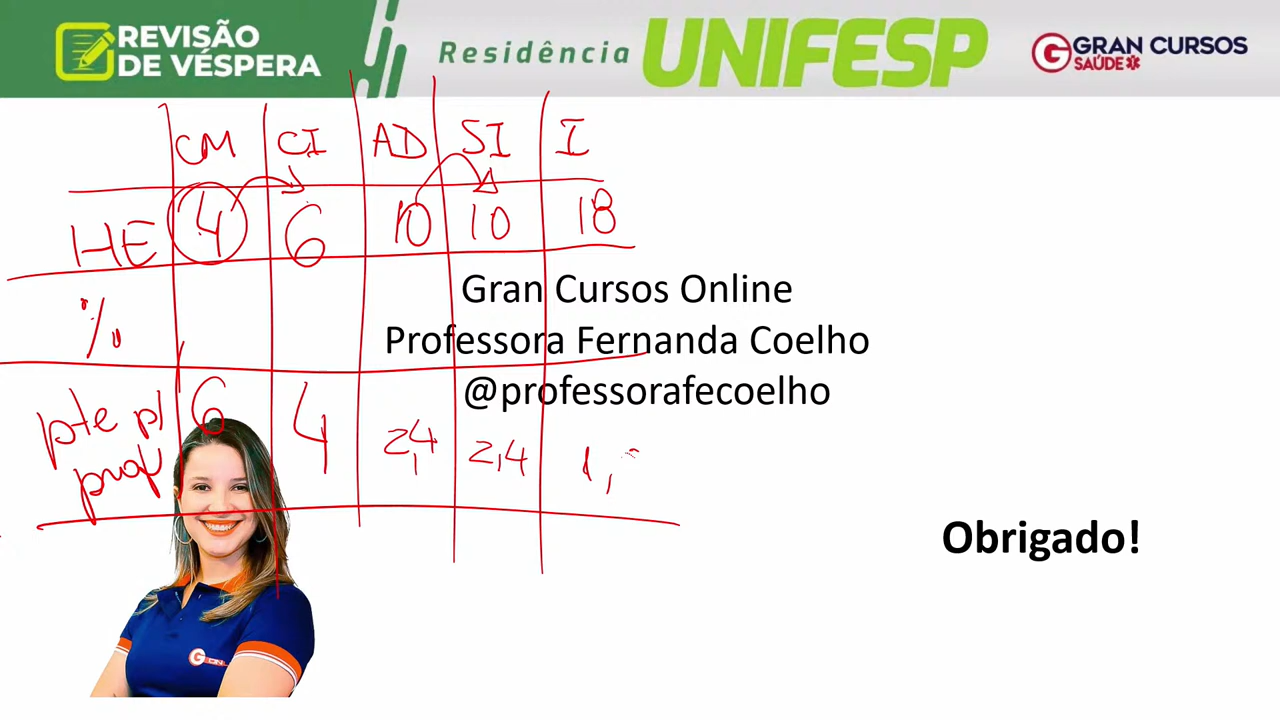 REVISÃO
DE VÉSPERA
Residência UNIFESP
GRAN CURSOS
SAÚDE
CM CI AD SI I
HE 4 6 10 10 18
%
pte p/ 6 4 2,4 2,4 1,
prof
Gran Cursos Online
Professora Fernanda Coelho
@professorafecoelho
Obrigado!